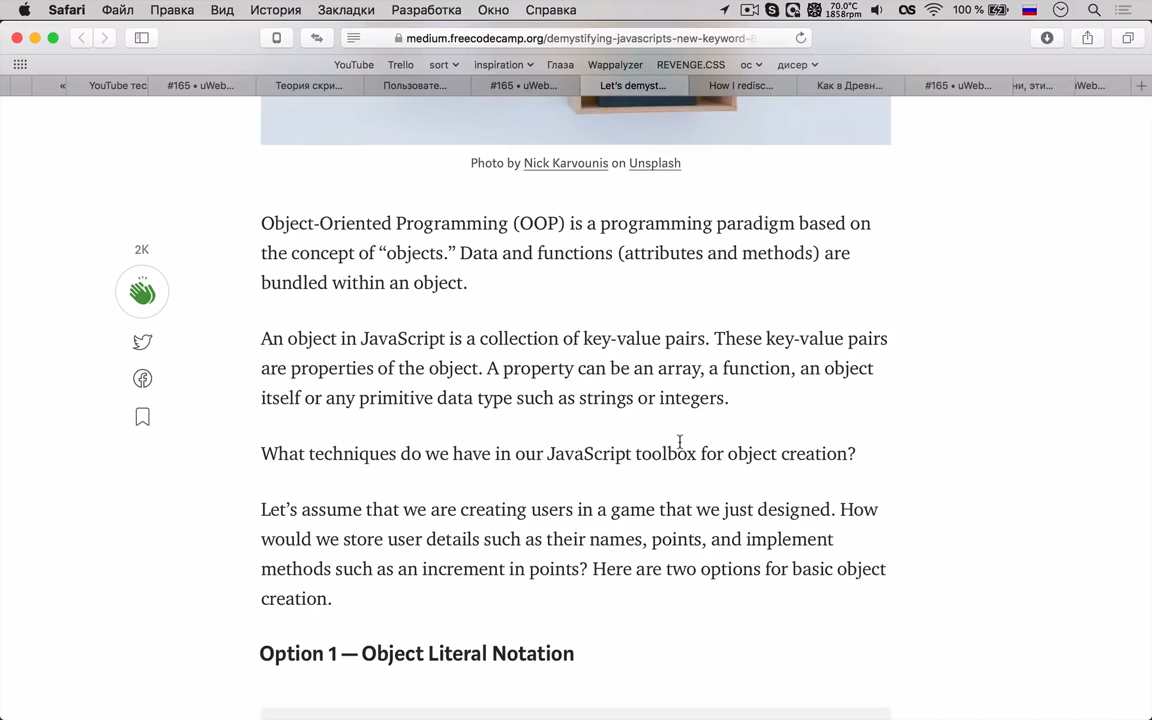 Safari Файл Правка Вид История Закладки Разработка Окно Справка 70.0°C 1858rpm 100 %
medium.freecodecamp.org/demystifying-javascripts-new-keyword-
YouTube Trello sort inspiration Глаза Wappalyzer REVENGE.CSS ос дисер
« YouTube тес #165 • uWeb... Теория скри... Пользовате... #165 • uWeb... Let's demyst... How I redisc... Как в Древн... #165 • uWeb... ни, эти... Web...
Photo by Nick Karvounis on Unsplash
Object-Oriented Programming (OOP) is a programming paradigm based on
the concept of “objects.” Data and functions (attributes and methods) are
bundled within an object.
2K
An object in JavaScript is a collection of key-value pairs. These key-value pairs
are properties of the object. A property can be an array, a function, an object
itself or any primitive data type such as strings or integers.
What techniques do we have in our JavaScript toolbox for object creation?
Let’s assume that we are creating users in a game that we just designed. How
would we store user details such as their names, points, and implement
methods such as an increment in points? Here are two options for basic object
creation.
Option 1 — Object Literal Notation